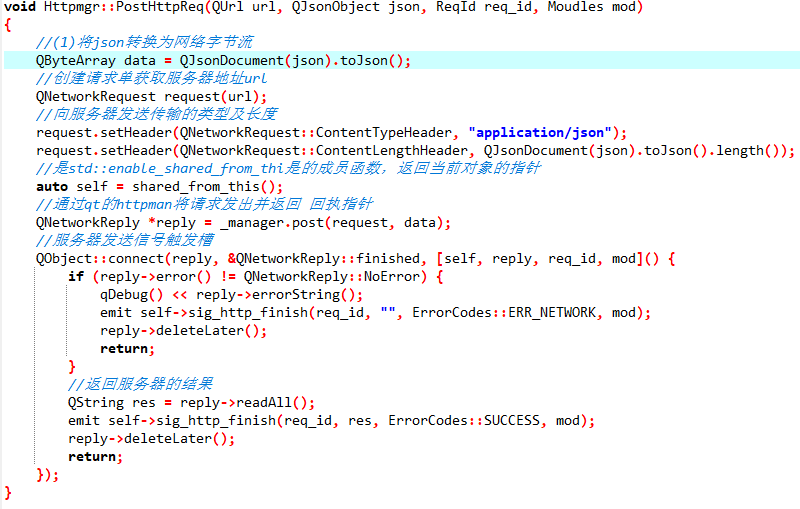 void Httpmgr::PostHttpReq(QUrl url, QJsonObject json, ReqId req_id, Moudles mod)
{
    //(1)将json转换为网络字节流
    QByteArray data = QJsonDocument(json).toJson();
    //创建请求单获取服务器地址url
    QNetworkRequest request(url);
    //向服务器发送传输的类型及长度
    request.setHeader(QNetworkRequest::ContentTypeHeader, "application/json");
    request.setHeader(QNetworkRequest::ContentLengthHeader, QJsonDocument(json).toJson().length());
    //是std::enable_shared_from_thi是的成员函数，返回当前对象的指针
    auto self = shared_from_this();
    //通过qt的httpman将请求发出并返回 回执指针
    QNetworkReply *reply = _manager.post(request, data);
    //服务器发送信号触发槽
    QObject::connect(reply, &QNetworkReply::finished, [self, reply, req_id, mod]() {
        if (reply->error() != QNetworkReply::NoError) {
            qDebug() << reply->errorString();
            emit self->sig_http_finish(req_id, "", ErrorCodes::ERR_NETWORK, mod);
            reply->deleteLater();
            return;
        }
        //返回服务器的结果
        QString res = reply->readAll();
        emit self->sig_http_finish(req_id, res, ErrorCodes::SUCCESS, mod);
        reply->deleteLater();
        return;
    });
}